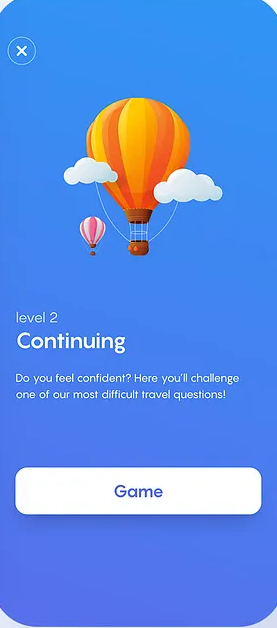 level 2
Continuing
Do you feel confident? Here you'll challenge
one of our most difficult travel questions!
Game